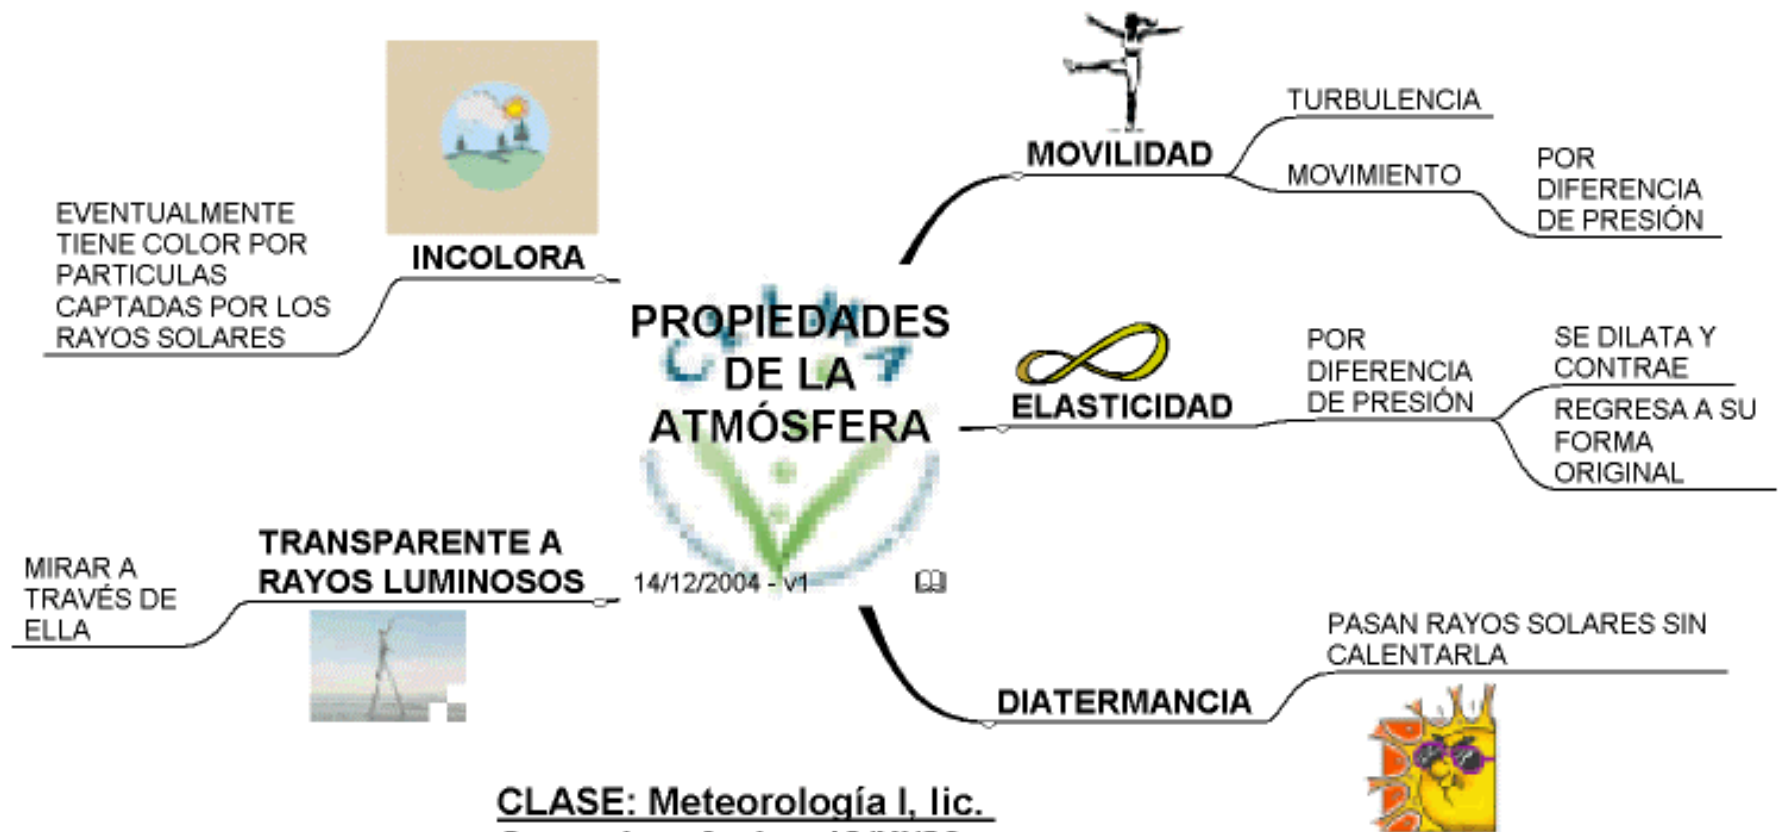 PROPIEDADES
DE LA
ATMÓSFERA
14/12/2004 - v1
MOVILIDAD
TURBULENCIA
MOVIMIENTO
POR
DIFERENCIA
DE PRESIÓN
ELASTICIDAD
POR
DIFERENCIA
DE PRESIÓN
SE DILATA Y
CONTRAE
REGRESA A SU
FORMA
ORIGINAL
DIATERMANCIA
PASAN RAYOS SOLARES SIN
CALENTARLA
TRANSPARENTE A
RAYOS LUMINOSOS
MIRAR A
TRAVÉS DE
ELLA
INCOLORA
EVENTUALMENTE
TIENE COLOR POR
PARTICULAS
CAPTADAS POR LOS
RAYOS SOLARES
CLASE: Meteorología I, lic.